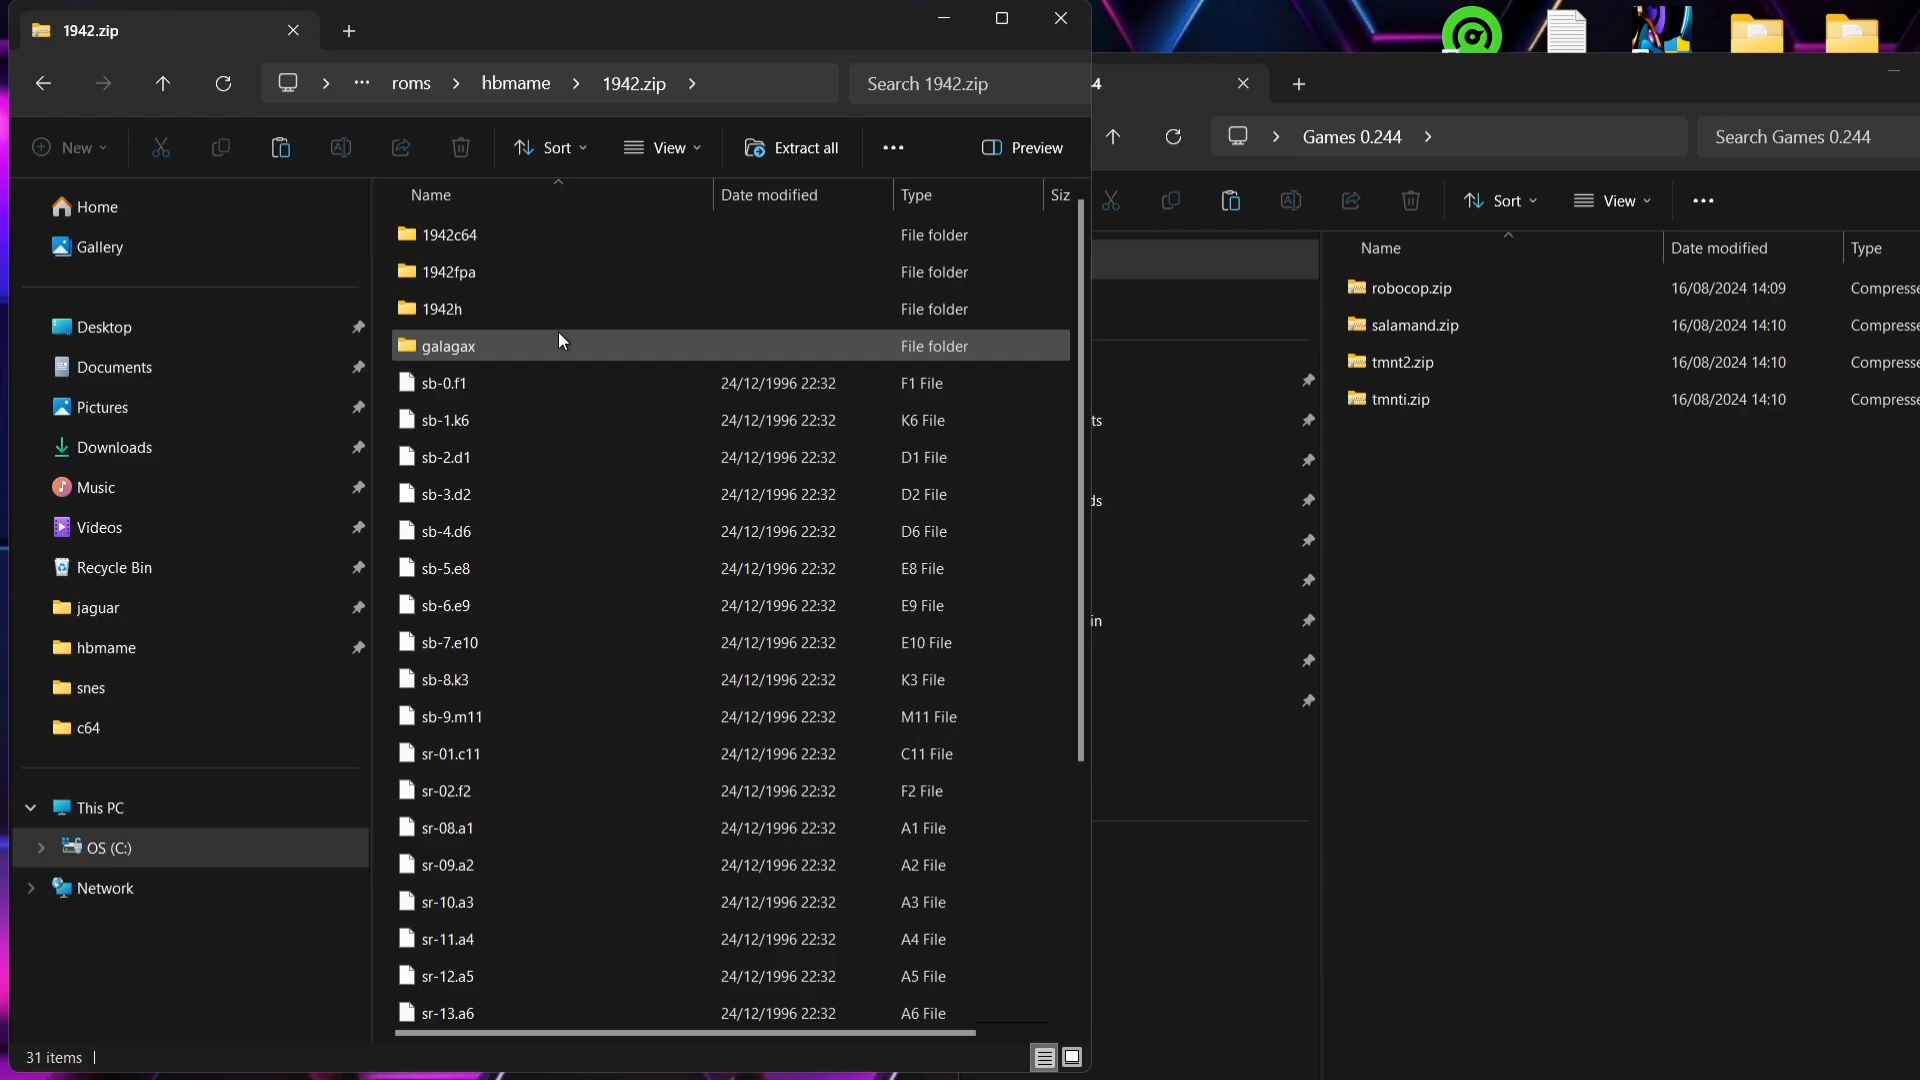 1942.zip
roms > hbmame > 1942.zip >
Search 1942.zip
New
Sort
View
Extract all
...
Preview
Home
Gallery
Desktop
Documents
Pictures
Downloads
Music
Videos
Recycle Bin
jaguar
hbmame
snes
c64
This PC
OS (C:)
Network
Name Date modified Type Siz
1942c64 File folder
1942fpa File folder
1942h File folder
galagax File folder
sb-0.f1 24/12/1996 22:32 F1 File
sb-1.k6 24/12/1996 22:32 K6 File
sb-2.d1 24/12/1996 22:32 D1 File
sb-3.d2 24/12/1996 22:32 D2 File
sb-4.d6 24/12/1996 22:32 D6 File
sb-5.e8 24/12/1996 22:32 E8 File
sb-6.e9 24/12/1996 22:32 E9 File
sb-7.e10 24/12/1996 22:32 E10 File
sb-8.k3 24/12/1996 22:32 K3 File
sb-9.m11 24/12/1996 22:32 M11 File
sr-01.c11 24/12/1996 22:32 C11 File
sr-02.f2 24/12/1996 22:32 F2 File
sr-08.a1 24/12/1996 22:32 A1 File
sr-09.a2 24/12/1996 22:32 A2 File
sr-10.a3 24/12/1996 22:32 A3 File
sr-11.a4 24/12/1996 22:32 A4 File
sr-12.a5 24/12/1996 22:32 A5 File
sr-13.a6 24/12/1996 22:32 A6 File
31 items
4
Games 0.244 >
Search Games 0.244
Sort
View
...
ts
ds
in
Name Date modified Type
robocop.zip 16/08/2024 14:09 Compresse
salamand.zip 16/08/2024 14:10 Compresse
tmnt2.zip 16/08/2024 14:10 Compresse
tmnti.zip 16/08/2024 14:10 Compresse